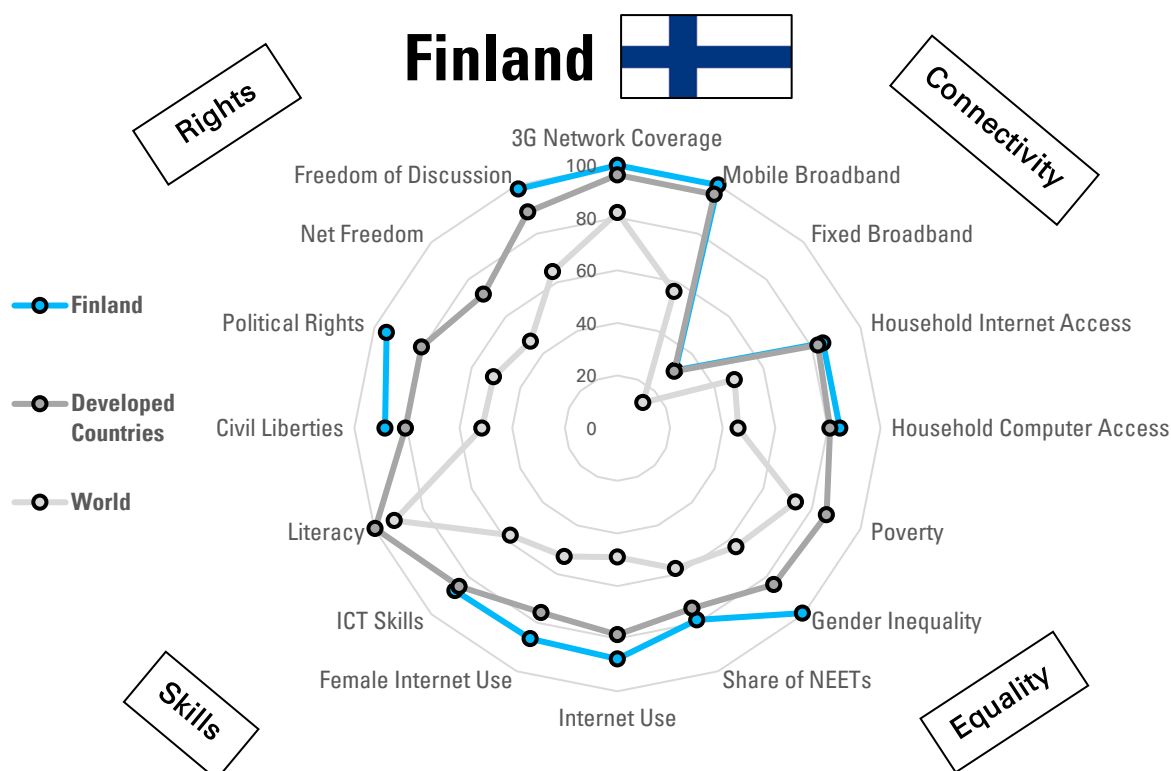 Finland
Rights
Connectivity
3G Network Coverage
Freedom of Discussion
100
Mobile Broadband
Net Freedom
80
Fixed Broadband
60
Finland
Political Rights
40
Household Internet Access
20
Developed
Countries
Civil Liberties
0
Household Computer Access
World
Literacy
Poverty
ICT Skills
Gender Inequality
Female Internet Use
Share of NEETs
Internet Use
Skills
Equality